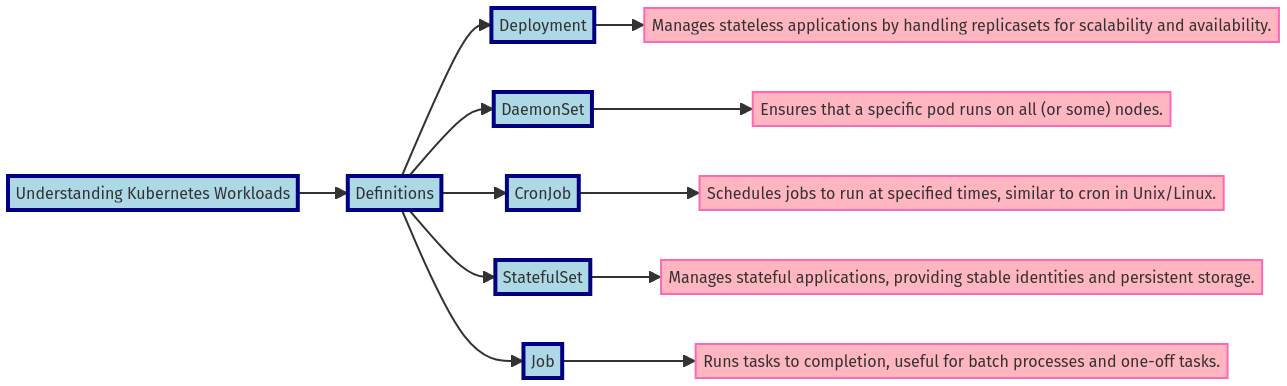 Deployment
Manages stateless applications by handling replicasets for scalability and availability.
DaemonSet
Ensures that a specific pod runs on all (or some) nodes.
Understanding Kubernetes Workloads
Definitions
CronJob
Schedules jobs to run at specified times, similar to cron in Unix/Linux.
StatefulSet
Manages stateful applications, providing stable identities and persistent storage.
Job
Runs tasks to completion, useful for batch processes and one-off tasks.